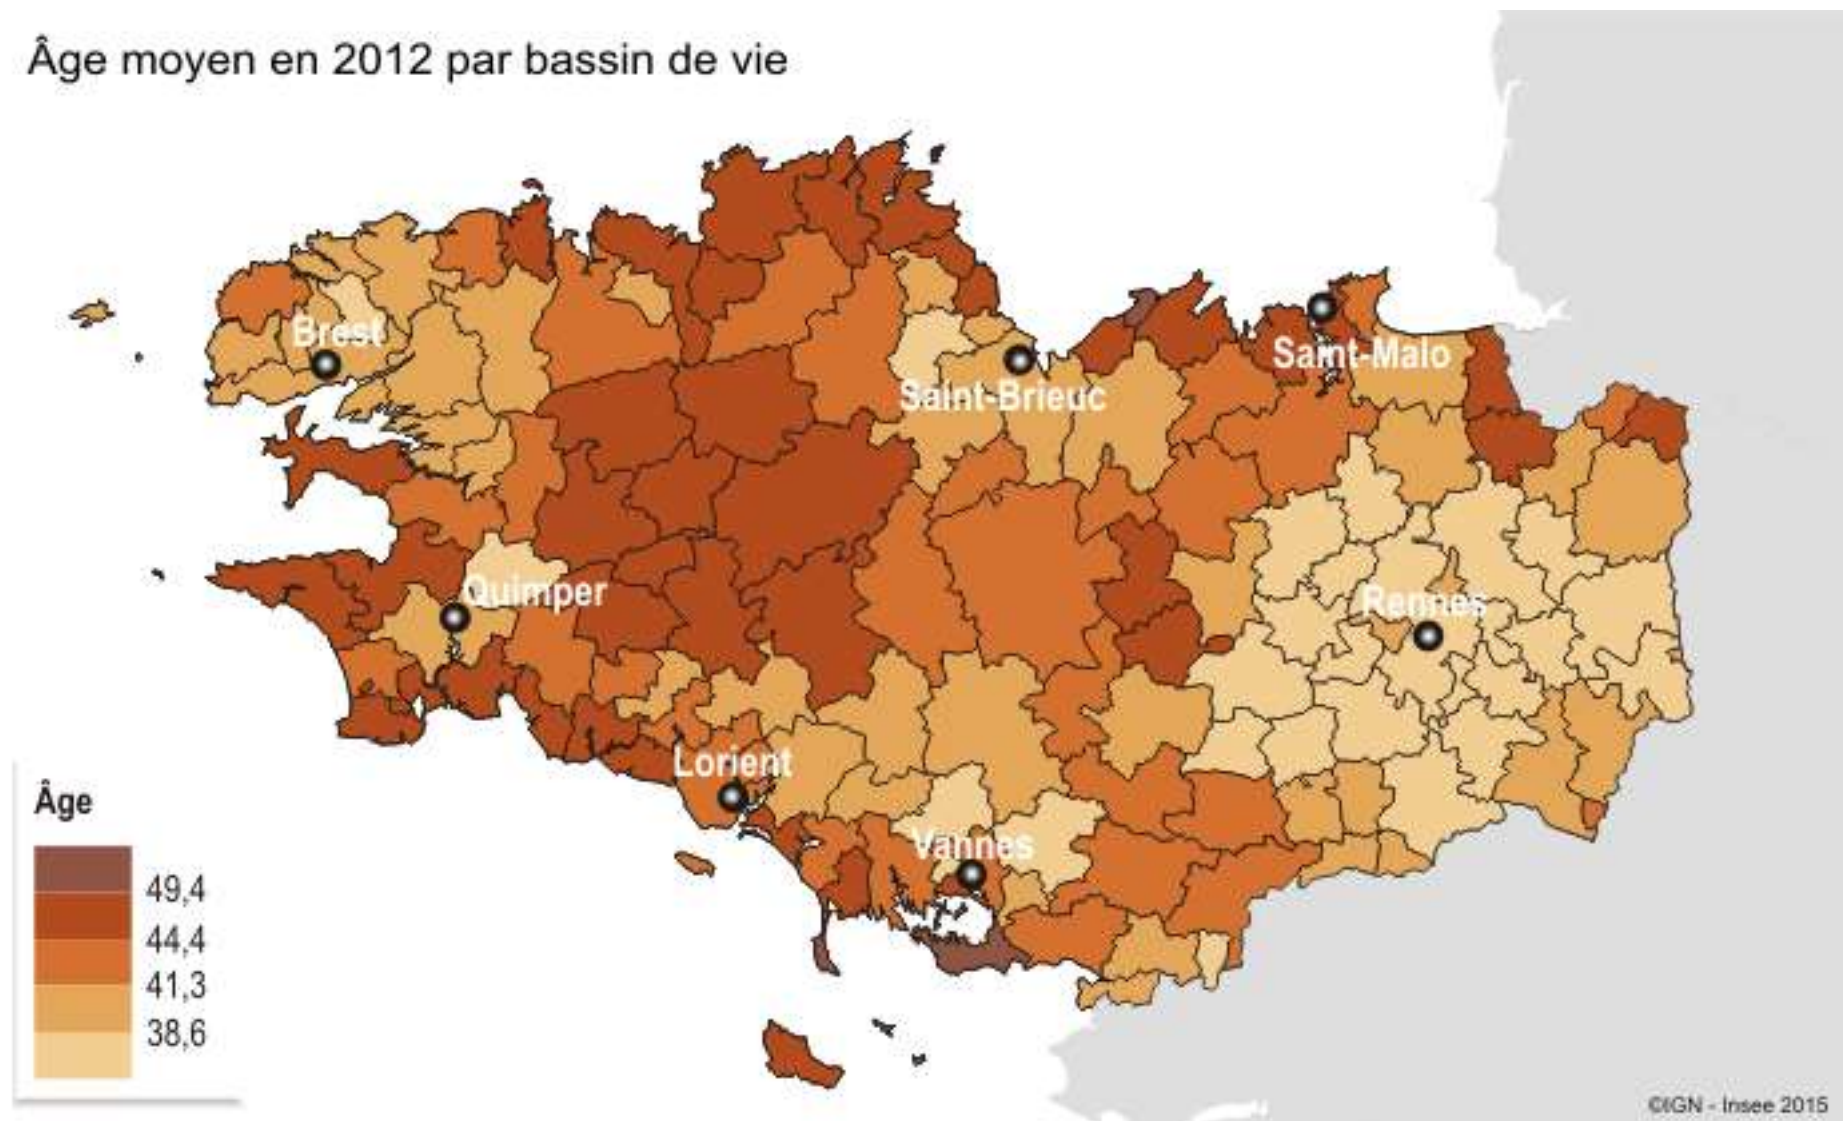 Âge moyen en 2012 par bassin de vie
Brest
Saint-Malo
Saint-Brieuc
Quimper
Rennes
Lorient
Vannes
Âge
49,4
44,4
41,3
38,6
©IGN - Insee 2015